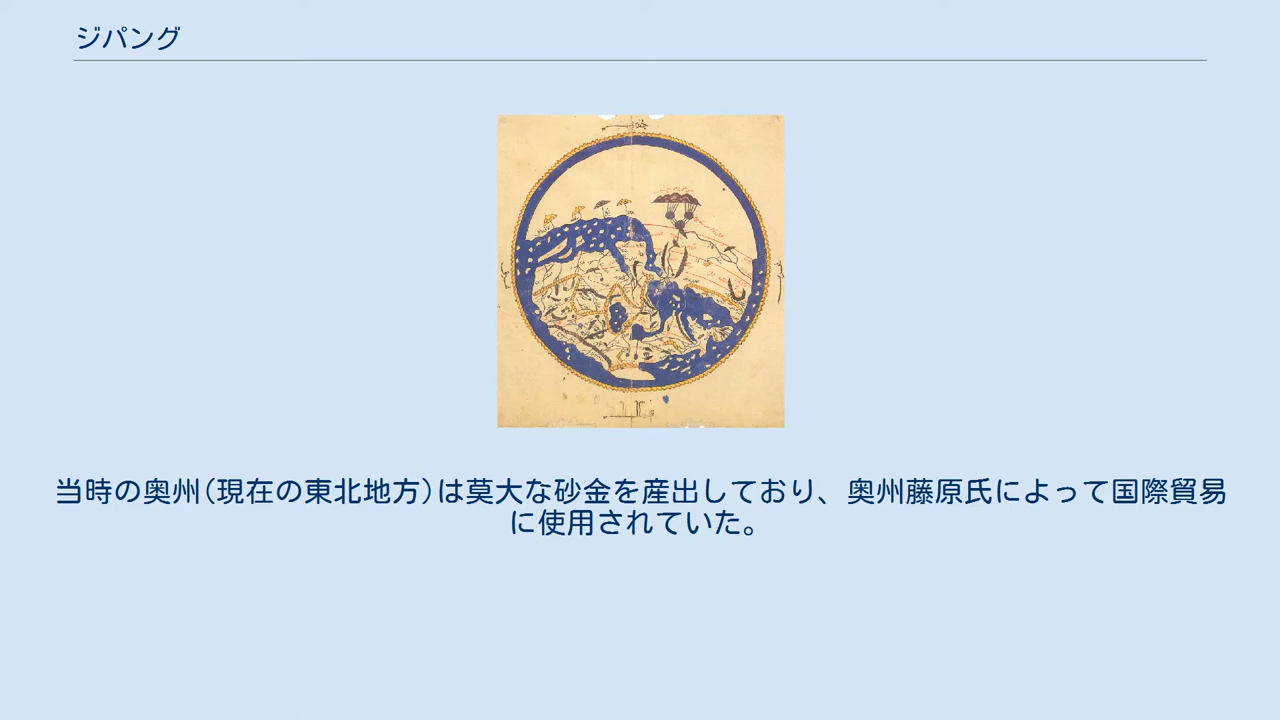 ジパング
当時の奥州(現在の東北地方)は莫大な砂金を産出しており、奥州藤原氏によって国際貿易
に使用されていた。